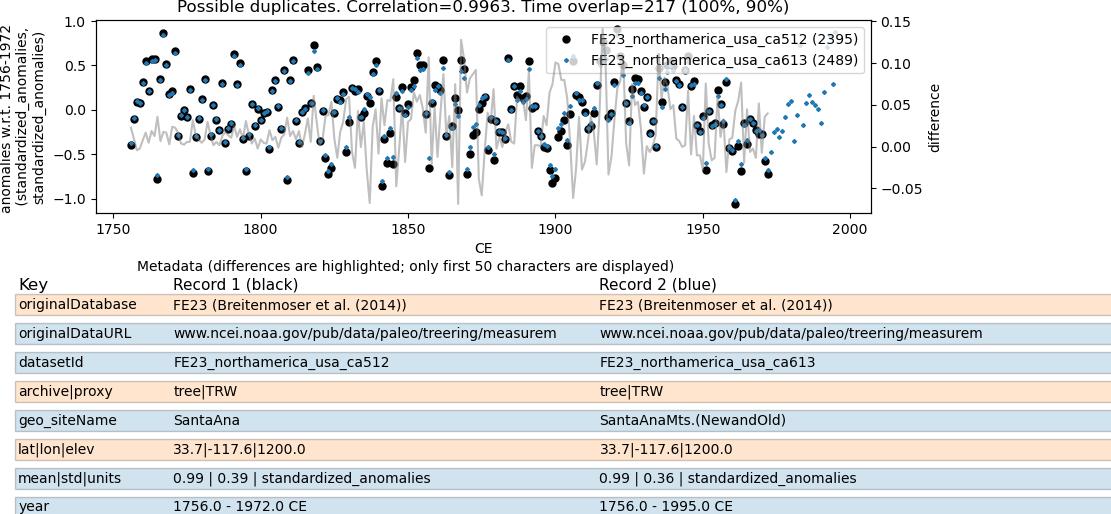 Possible duplicates. Correlation=0.9963. Time overlap=217 (100%, 90%)
anomalies w.r.t. 1756-1972
(standardized_anomalies,
standardized_anomalies)
1.0
0.5
0.0
−0.5
−1.0
FE23_northamerica_usa_ca512 (2395)
FE23_northamerica_usa_ca613 (2489)
0.15
0.10
0.05
0.00
−0.05
difference
1750
1800
1850
1900
1950
2000
CE
Metadata (differences are highlighted; only first 50 characters are displayed)
Key Record 1 (black) Record 2 (blue)
originalDatabase FE23 (Breitenmoser et al. (2014)) FE23 (Breitenmoser et al. (2014))
originalDataURL www.ncei.noaa.gov/pub/data/paleo/treering/measurem www.ncei.noaa.gov/pub/data/paleo/treering/measurem
datasetId FE23_northamerica_usa_ca512 FE23_northamerica_usa_ca613
archive|proxy tree|TRW tree|TRW
geo_siteName SantaAna SantaAnaMts.(NewandOld)
lat|lon|elev 33.7|-117.6|1200.0 33.7|-117.6|1200.0
mean|std|units 0.99 | 0.39 | standardized_anomalies 0.99 | 0.36 | standardized_anomalies
year 1756.0 - 1972.0 CE 1756.0 - 1995.0 CE